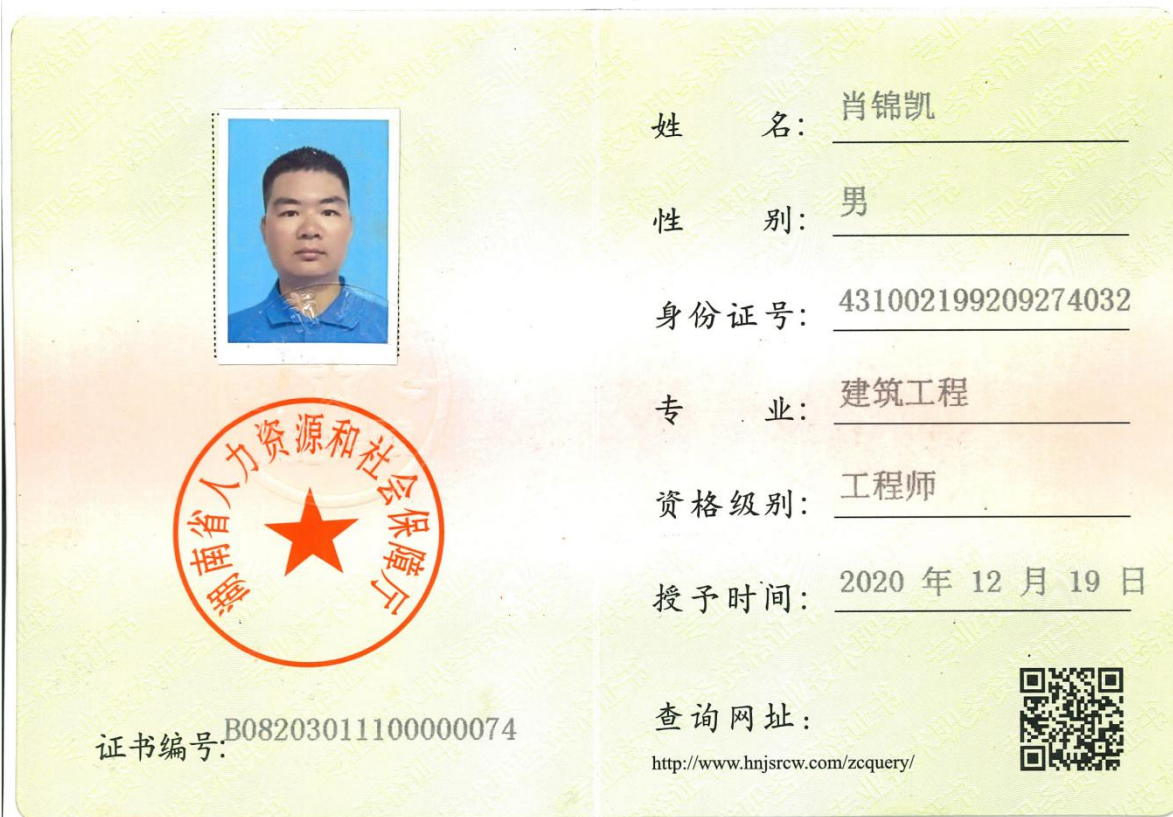 湖南省人力资源和社会保障厅
证书编号:B08203011100000074
姓 名: 肖锦凯
性 别: 男
身份证号: 431002199209274032
专 业: 建筑工程
资格级别: 工程师
授予时间: 2020 年 12 月 19 日
查询网址:
http://www.hnjsrcw.com/zcquery/